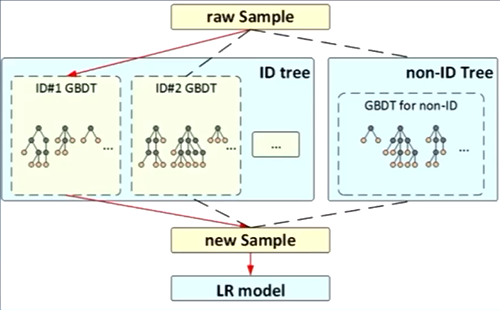 raw Sample
ID tree
non-ID Tree
ID#1 GBDT
ID#2 GBDT
GBDT for non-ID
...
...
...
...
new Sample
LR model